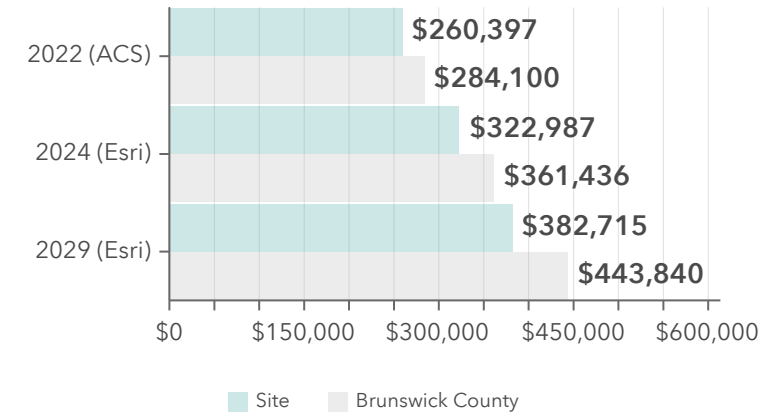 $260,397
2022 (ACS)
$284,100
$322,987
2024 (Esri)
$361,436
$382,715
2029 (Esri)
$443,840
$0 $150,000 $300,000 $450,000 $600,000
Site Brunswick County